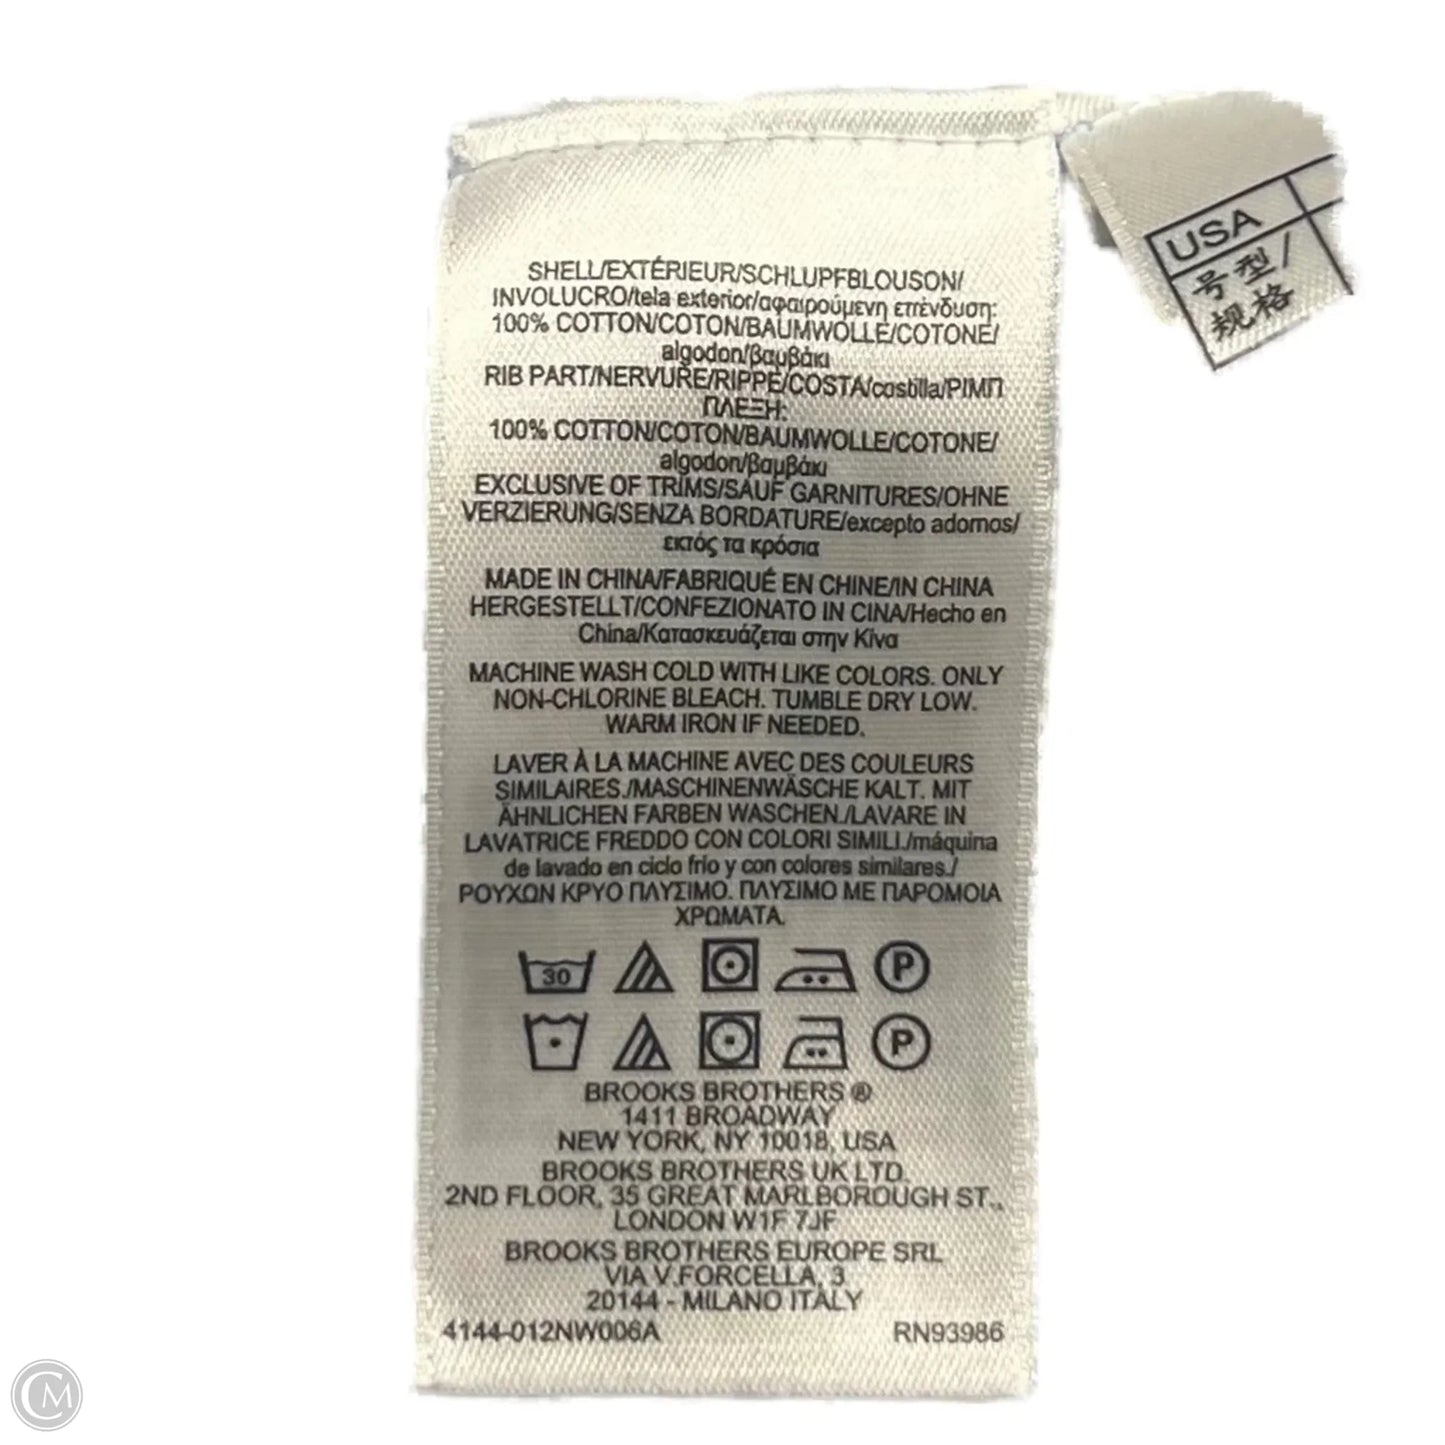 SHELL/EXTÉRIEUR/SCHLUPFBLOUSON/
INVOLUCRO/tela exterior/αφαιρούμενη επένδυση:
100% COTTON/COTON/BAUMWOLLE/COTONE/
algodon/βαμβάκι
RIB PART/NERVURE/RIPPE/COSTA/costilla/ΡΙΜΠ
ΠΛΕΞΗ:
100% COTTON/COTON/BAUMWOLLE/COTONE/
algodon/βαμβάκι
EXCLUSIVE OF TRIMS/SAUF GARNITURES/OHNE
VERZIERUNG/SENZA BORDATURE/excepto adornos/
εκτός τα κρόσια
MADE IN CHINA/FABRIQUÉ EN CHINE/IN CHINA
HERGESTELLT/CONFEZIONATO IN CINA/Hecho en
China/Κατασκευάζεται στην Κίνα
MACHINE WASH COLD WITH LIKE COLORS. ONLY
NON-CHLORINE BLEACH. TUMBLE DRY LOW.
WARM IRON IF NEEDED.
LAVER À LA MACHINE AVEC DES COULEURS
SIMILAIRES./MASCHINENWÄSCHE KALT. MIT
ÄHNLICHEN FARBEN WASCHEN./LAVARE IN
LAVATRICE FREDDO CON COLORI SIMILI./máquina
de lavado en ciclo frío y con colores similares./
ΡΟΥΧΩΝ ΚΡΥΟ ΠΛΥΣΙΜΟ. ΠΛΥΣΙΜΟ ΜΕ ΠΑΡΟΜΟΙΑ
ΧΡΩΜΑΤΑ.
30 P
P
BROOKS BROTHERS ®
1411 BROADWAY
NEW YORK, NY 10018, USA
BROOKS BROTHERS UK LTD.
2ND FLOOR, 35 GREAT MARLBOROUGH ST.,
LONDON W1F 7JF
BROOKS BROTHERS EUROPE SRL
VIA V.FORCELLA, 3
20144 - MILANO ITALY
4144-012NW006A RN93986
USA
号型/
规格
CM